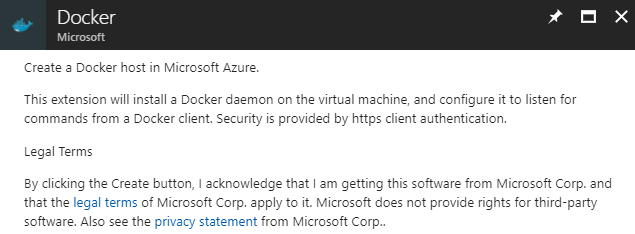 Docker
Microsoft
Create a Docker host in Microsoft Azure.
This extension will install a Docker daemon on the virtual machine, and configure it to listen for
commands from a Docker client. Security is provided by https client authentication.
Legal Terms
By clicking the Create button, I acknowledge that I am getting this software from Microsoft Corp. and
that the legal terms of Microsoft Corp. apply to it. Microsoft does not provide rights for third-party
software. Also see the privacy statement from Microsoft Corp..